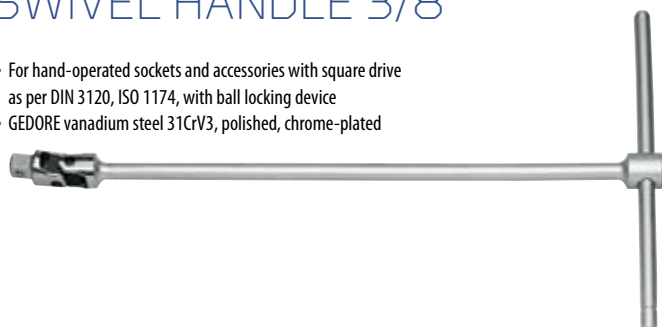 SWIVEL HANDLE 3/8
• For hand-operated sockets and accessories with square drive
as per DIN 3120, ISO 1174, with ball locking device
• GEDORE vanadium steel 31CrV3, polished, chrome-plated